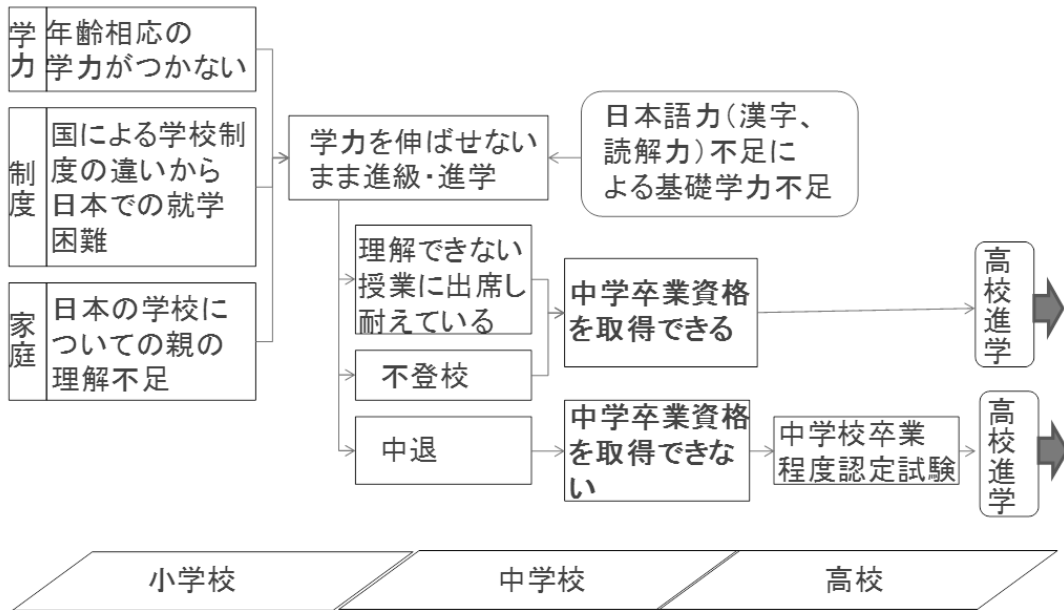 学力
年齢相応の
学力がつかない
制度
国による学校制
度の違いから
日本での就学
困難
家庭
日本の学校に
ついての親の
理解不足
学力を伸ばせない
まま進級・進学
日本語力（漢字、
読解力）不足に
よる基礎学力不足
理解できない
授業に出席し
耐えている
不登校
中退
中学卒業資格
を取得できる
中学卒業資格
を取得できな
い
中学校卒業
程度認定試験
高校進学
高校進学
小学校
中学校
高校